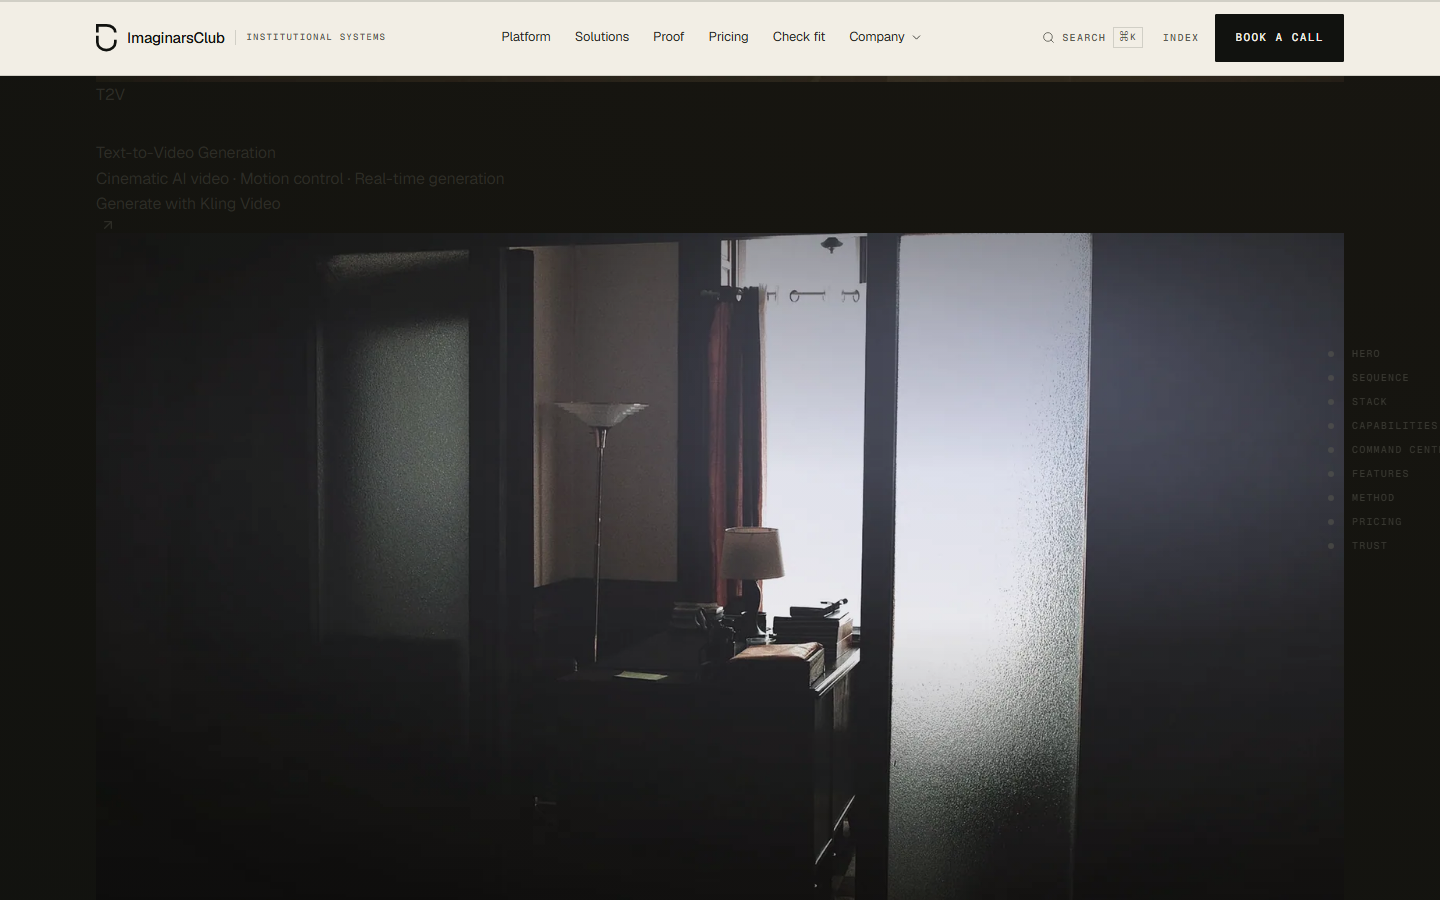 ImaginarsClub
INSTITUTIONAL SYSTEMS
Platform
Solutions
Proof
Pricing
Check fit
Company
SEARCH
⌘K
INDEX
BOOK A CALL
T2V
Text-to-Video Generation
Cinematic AI video · Motion control · Real-time generation
Generate with Kling Video
HERO
SEQUENCE
STACK
CAPABILITIES
COMMAND CENT
FEATURES
METHOD
PRICING
TRUST